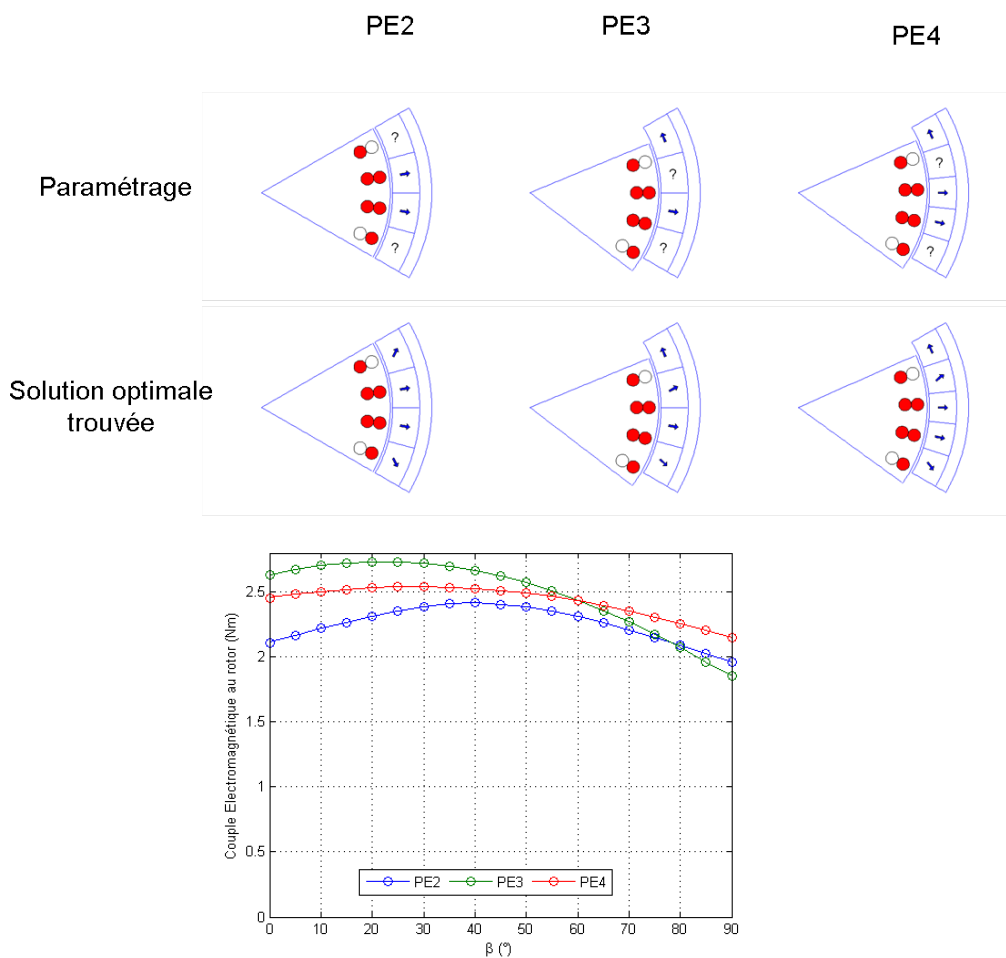 PE2 PE3 PE4
? ? ?
Paramétrage
? ? ?
Solution optimale
trouvée
2.5
2
1.5
1
0.5
0
Couple Electromagnétique au rotor (Nm)
PE2 PE3 PE4
0 10 20 30 40 50 60 70 80 90
β (°)